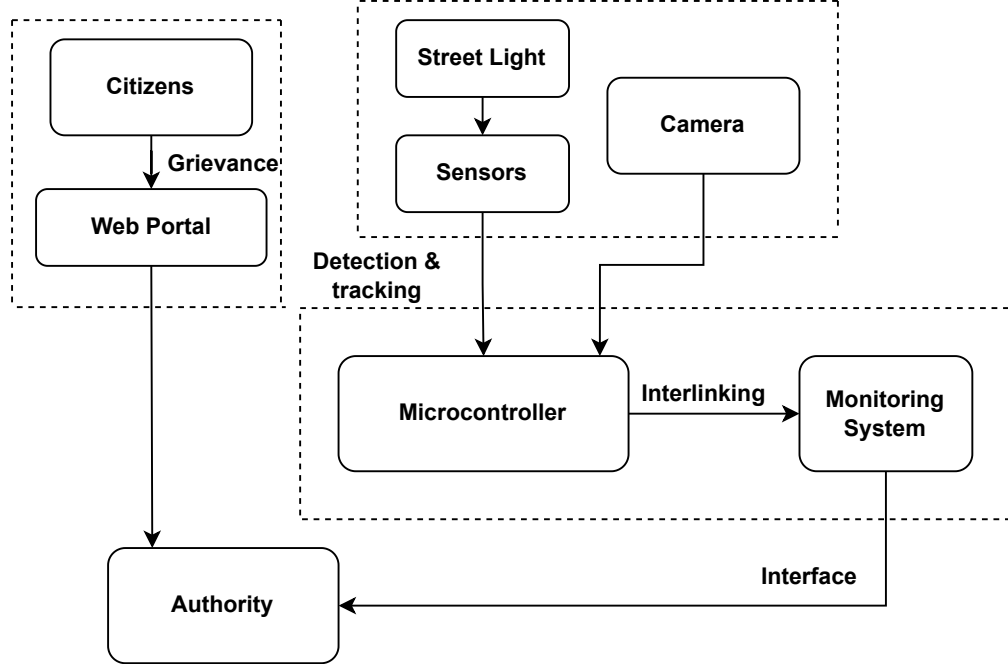 Citizens
Grievance
Web Portal
Street Light
Sensors
Camera
Detection &
tracking
Microcontroller
Interlinking
Monitoring
System
Interface
Authority